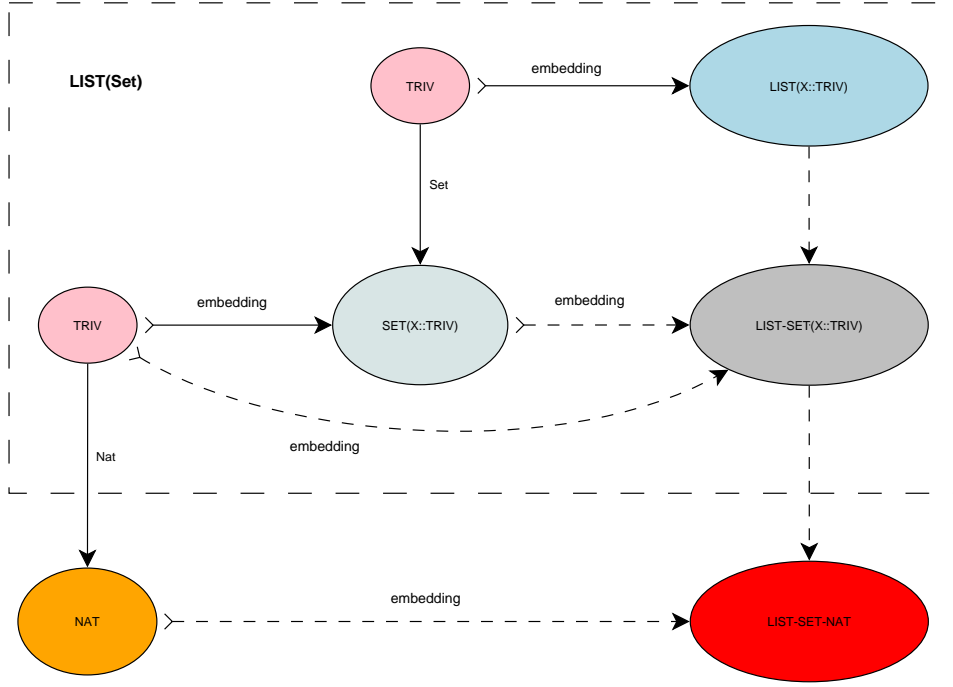 embedding
LIST(Set)
TRIV
LIST(X::TRIV)
Set
embedding
embedding
TRIV
SET(X::TRIV)
LIST-SET(X::TRIV)
embedding
Nat
embedding
NAT
LIST-SET-NAT